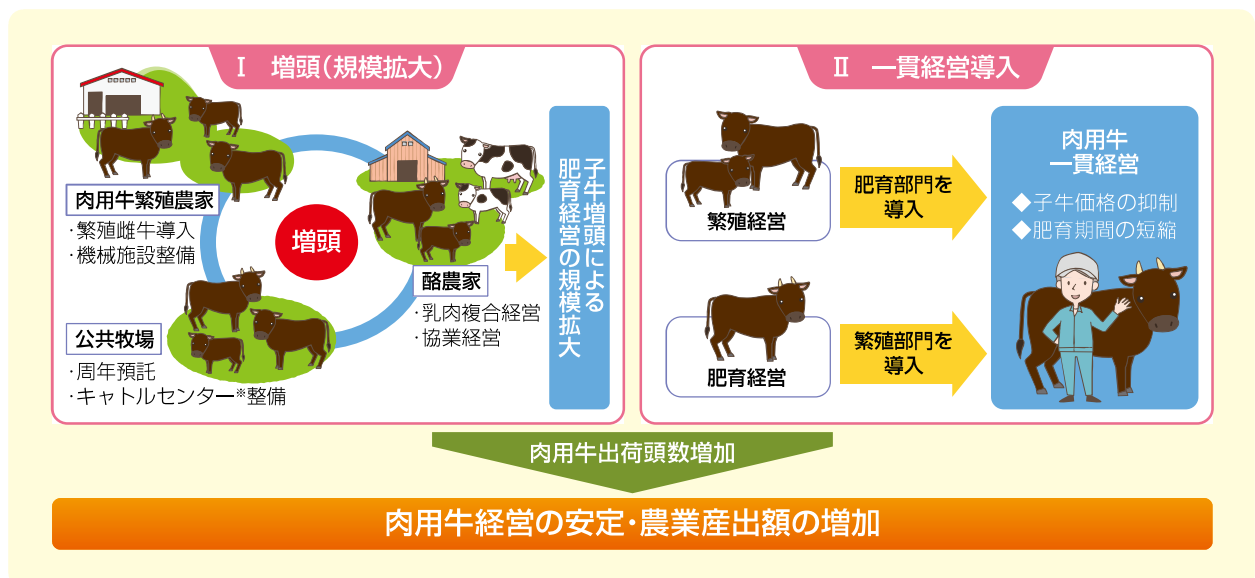 Ⅰ 増頭（規模拡大）
肉用牛繁殖農家
・繁殖雌牛導入
・機械施設整備
増頭
酪農家
・乳肉複合経営
・協業経営
公共牧場
・周年預託
・キャトルセンター※整備
子牛増頭による
肥育経営の規模拡大
Ⅱ 一貫経営導入
繁殖経営
肥育部門を
導入
肥育経営
繁殖部門を
導入
肉用牛
一貫経営
◆子牛価格の抑制
◆肥育期間の短縮
肉用牛出荷頭数増加
肉用牛経営の安定・農業産出額の増加